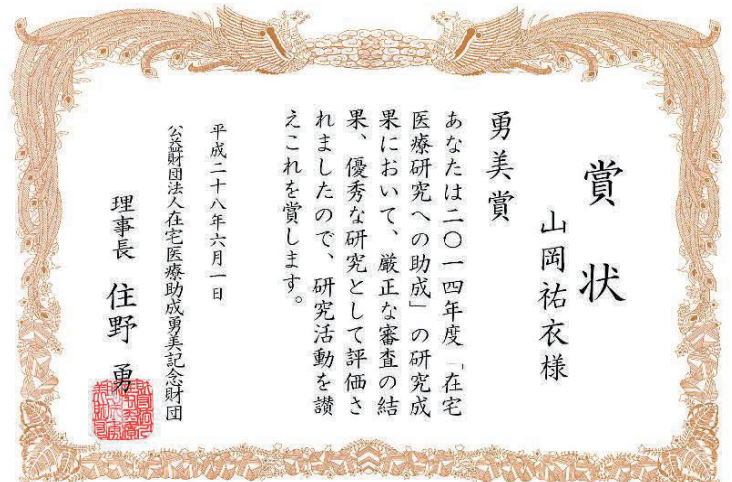 賞状
山岡祐衣様
勇美賞
あなたは二〇一四年度「在宅
医療研究への助成」の研究成
果において、厳正な審査の結
果、優秀な研究として評価さ
れましたので、研究活動を讃
えこれを賞します。
平成二十八年六月一日
公益財団法人在宅医療助成勇美記念財団
理事長 住野 勇